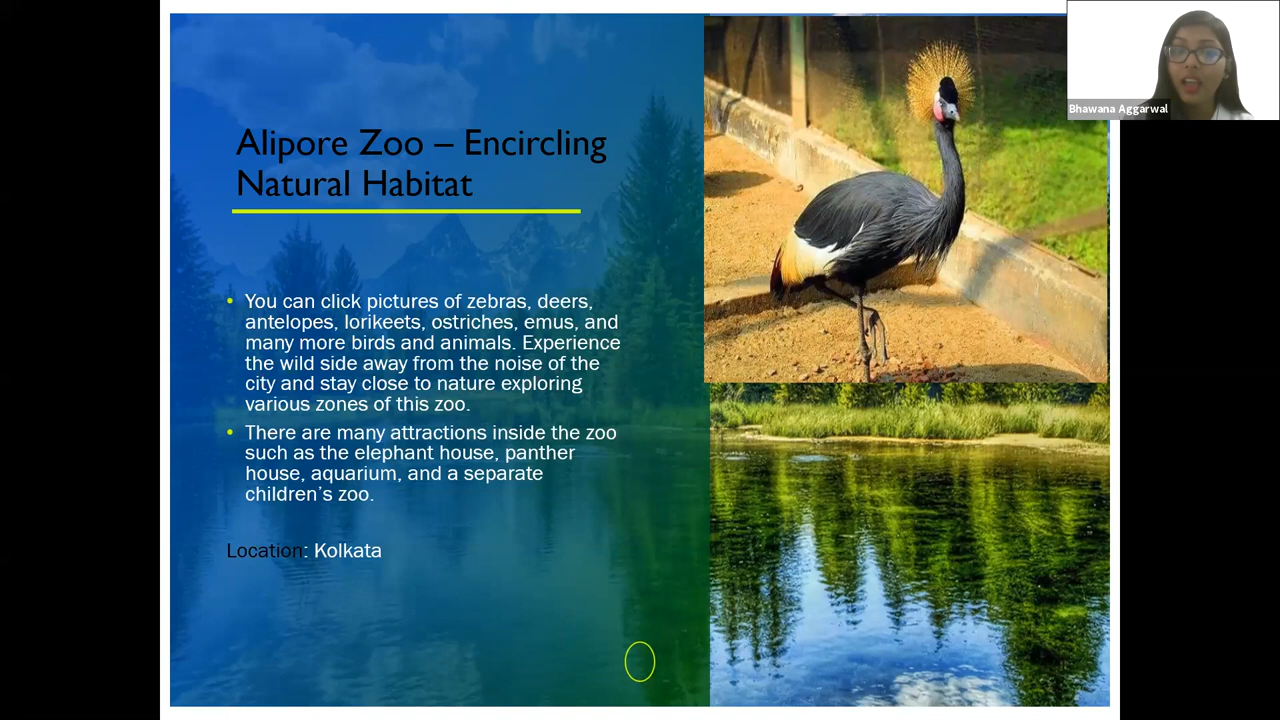 Bhawana Aggarwal
Alipore Zoo – Encircling
Natural Habitat
• You can click pictures of zebras, deers,
antelopes, lorikeets, ostriches, emus, and
many more birds and animals. Experience
the wild side away from the noise of the
city and stay close to nature exploring
various zones of this zoo.
• There are many attractions inside the zoo
such as the elephant house, panther
house, aquarium, and a separate
children’s zoo.
Location: Kolkata